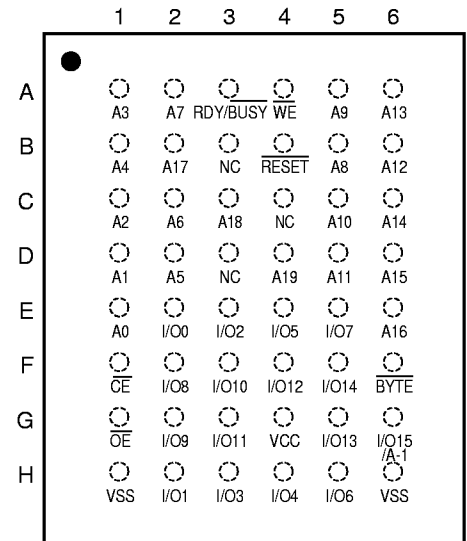 1 2 3 4 5 6
A
A3 A7 RDY/BUSY WE A9 A13
B
A4 A17 NC RESET A8 A12
C
A2 A6 A18 NC A10 A14
D
A1 A5 NC A19 A11 A15
E
A0 I/O0 I/O2 I/O5 I/O7 A16
F
CE I/O8 I/O10 I/O12 I/O14 BYTE
G
OE I/O9 I/O11 VCC I/O13 I/O15
/A-1
H
VSS I/O1 I/O3 I/O4 I/O6 VSS